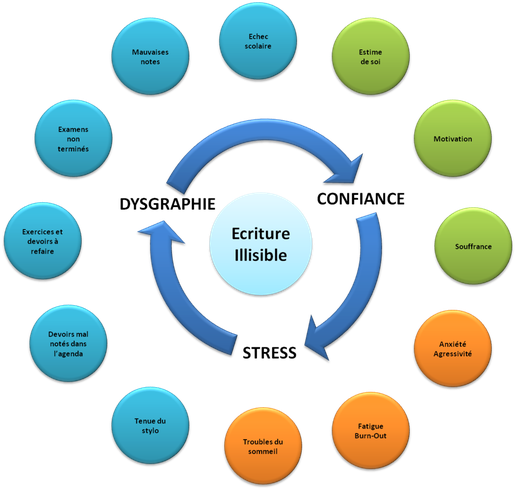 Echec
scolaire
Estime
de soi
Motivation
Souffrance
Anxiété
Agressivité
Fatigue
Burn-Out
Troubles du
sommeil
Tenue du
stylo
Devoirs mal
notés dans
l'agenda
Exercices et
devoirs à
refaire
Examens
non
terminés
Mauvaises
notes
DYSGRAPHIE
CONFIANCE
STRESS
Ecriture
Illisible